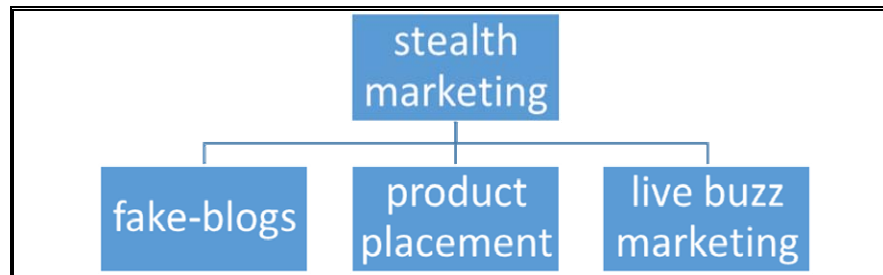 stealth
marketing
fake-blogs
product
placement
live buzz
marketing